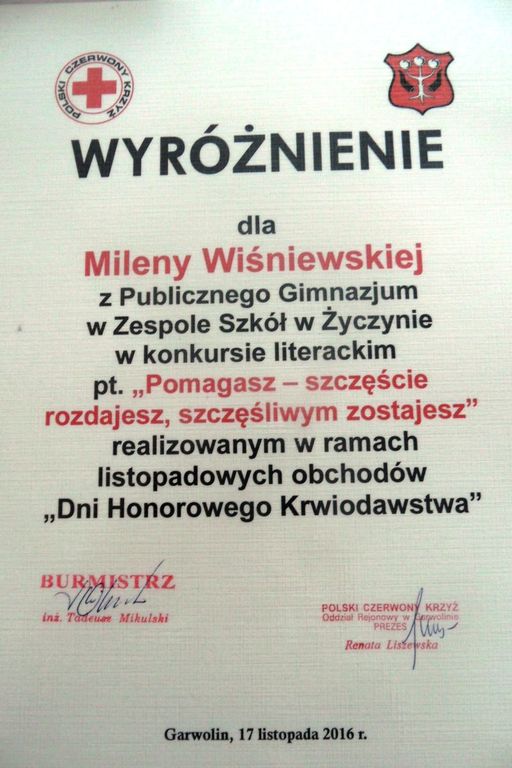 POLSKI CZERWONY KRZYŻ
WYRÓŻNIENIE
dla
Mileny Wiśniewskiej
z Publicznego Gimnazjum
w Zespole Szkół w Życzynie
w konkursie literackim
pt. „Pomagasz – szczęście
rozdajesz, szczęśliwym zostajesz”
realizowanym w ramach
listopadowych obchodów
„Dni Honorowego Krwiodawstwa”
BURMISTRZ
inż. Tadeusz Mikulski
POLSKI CZERWONY KRZYŻ
Oddział Rejonowy w Garwolinie
PREZES
Renata Liszewska
Garwolin, 17 listopada 2016 r.